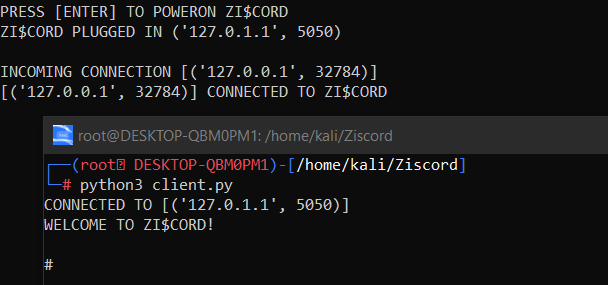 PRESS [ENTER] TO POWERON ZI$CORD
ZI$CORD PLUGGED IN ('127.0.1.1', 5050)
INCOMING CONNECTION [('127.0.0.1', 32784)]
[('127.0.0.1', 32784)] CONNECTED TO ZI$CORD
root@DESKTOP-QBM0PM1: /home/kali/Ziscord
┌──(root DESKTOP-QBM0PM1)-[/home/kali/Ziscord]
└─# python3 client.py
CONNECTED TO [('127.0.1.1', 5050)]
WELCOME TO ZI$CORD!
#